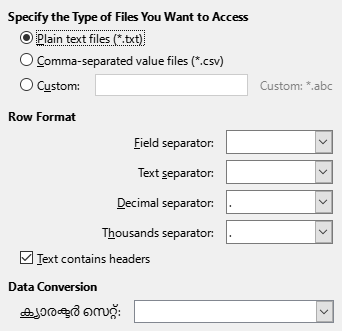 Specify the Type of Files You Want to Access
Plain text files (*.txt)
Comma-separated value files (*.csv)
Custom: Custom: *.abc
Row Format
Field separator:
Text separator:
Decimal separator: .
Thousands separator: .
Text contains headers
Data Conversion
ക്യാരക്ടര്‍ സെറ്റ്: